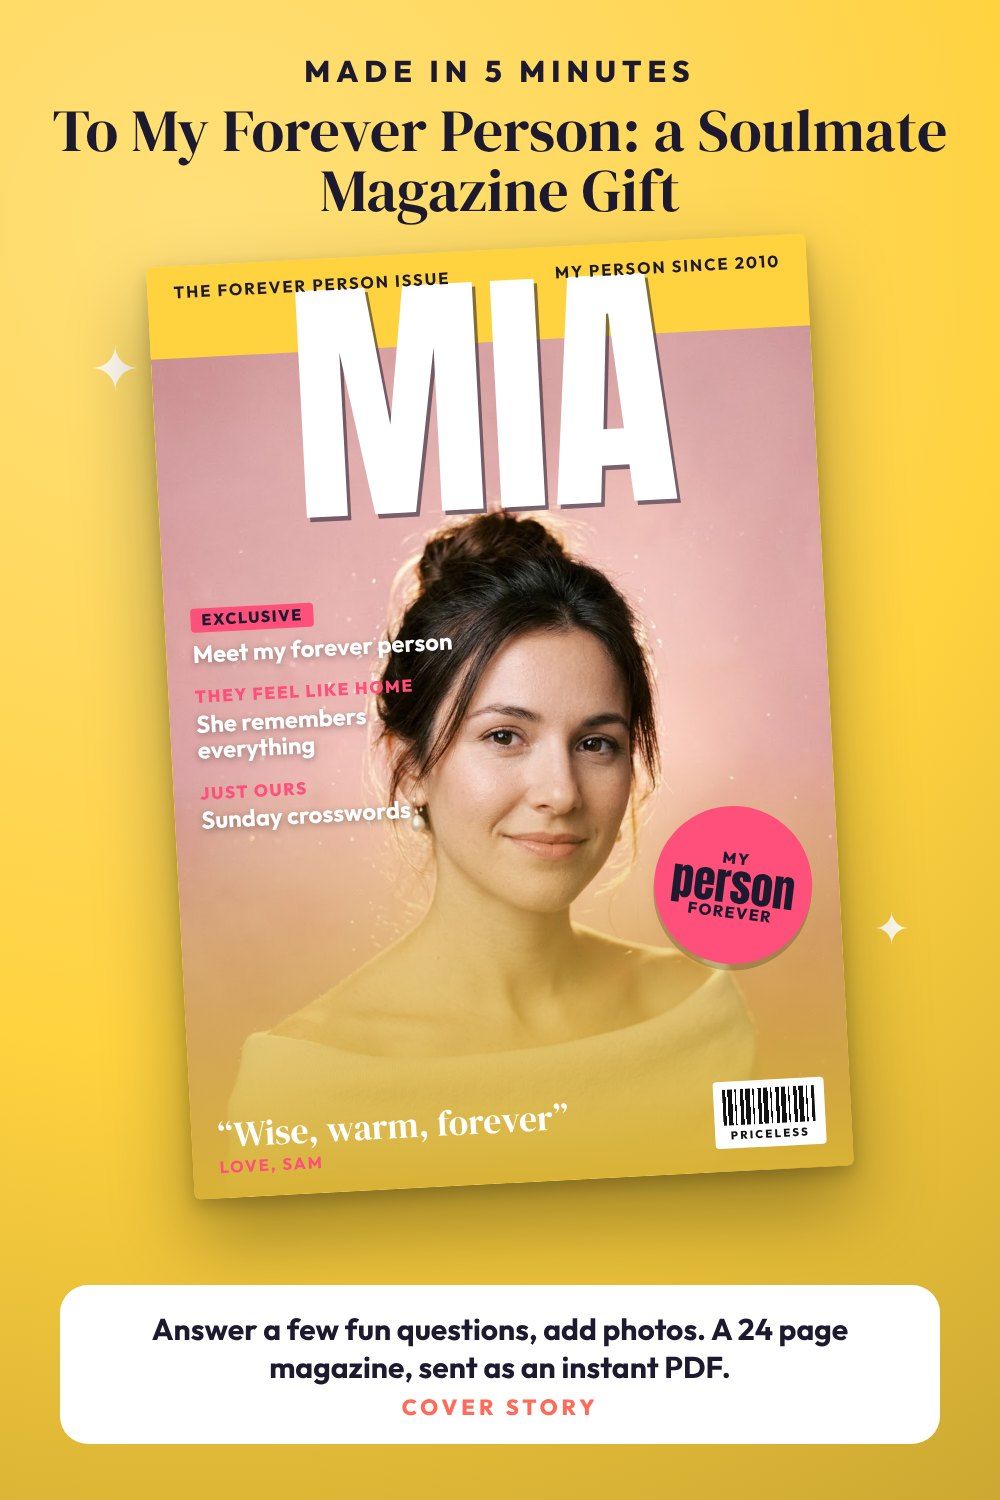 MADE IN 5 MINUTES
To My Forever Person: a Soulmate
Magazine Gift
THE FOREVER PERSON ISSUE
MY PERSON SINCE 2010
MIA
EXCLUSIVE
Meet my forever person
THEY FEEL LIKE HOME
She remembers
everything
JUST OURS
Sunday crosswords
MY
person
FOREVER
“Wise, warm, forever”
LOVE, SAM
PRICELESS
Answer a few fun questions, add photos. A 24 page
magazine, sent as an instant PDF.
COVER STORY